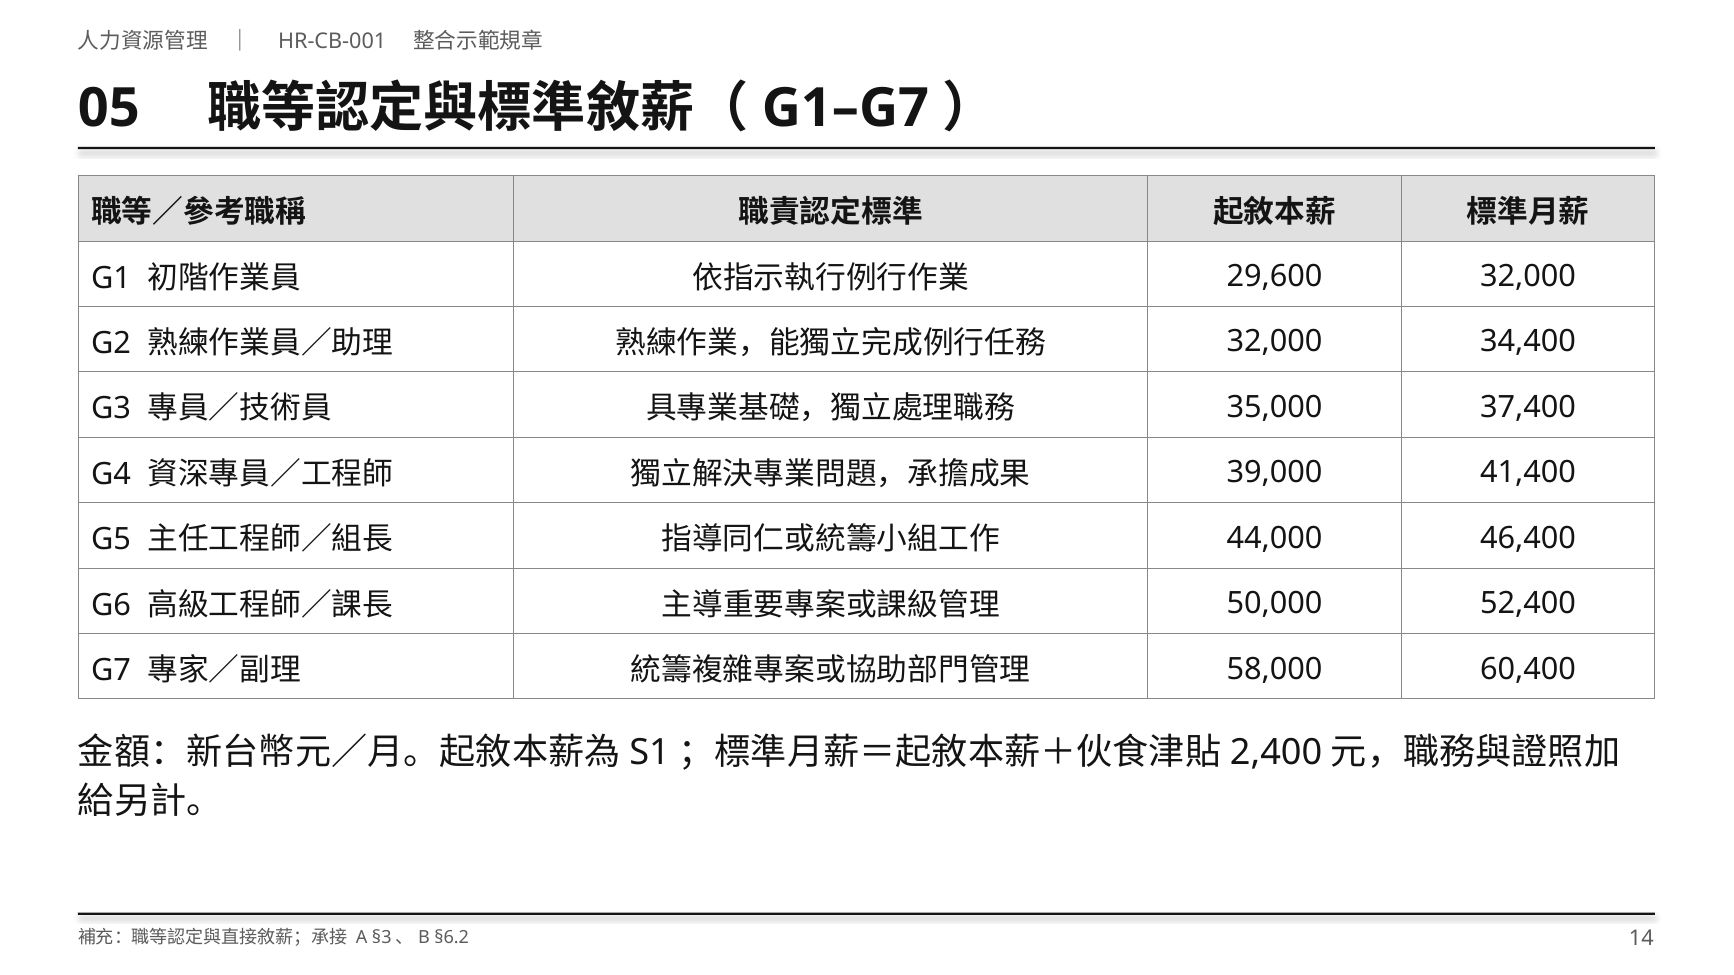 人力資源管理 ｜ HR-CB-001 整合示範規章
05 職等認定與標準敘薪（G1–G7）
職等／參考職稱 職責認定標準 起敘本薪 標準月薪
G1 初階作業員 依指示執行例行作業 29,600 32,000
G2 熟練作業員／助理 熟練作業，能獨立完成例行任務 32,000 34,400
G3 專員／技術員 具專業基礎，獨立處理職務 35,000 37,400
G4 資深專員／工程師 獨立解決專業問題，承擔成果 39,000 41,400
G5 主任工程師／組長 指導同仁或統籌小組工作 44,000 46,400
G6 高級工程師／課長 主導重要專案或課級管理 50,000 52,400
G7 專家／副理 統籌複雜專案或協助部門管理 58,000 60,400
金額：新台幣元／月。起敘本薪為 S1；標準月薪＝起敘本薪＋伙食津貼 2,400 元，職務與證照加
給另計。
補充：職等認定與直接敘薪；承接 A §3、B §6.2
14